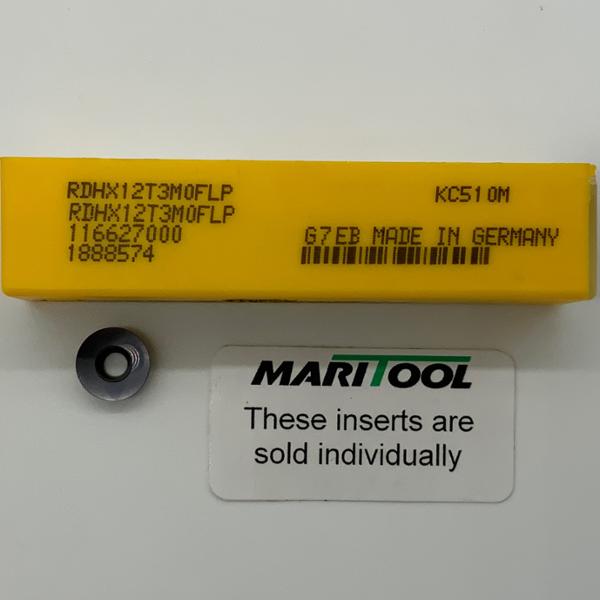 RDHX12T3M0FLP
KC510M
RDHX12T3M0FLP
116627000
G7EB MADE IN GERMANY
1888574
MARITOOL
These inserts are
sold individually